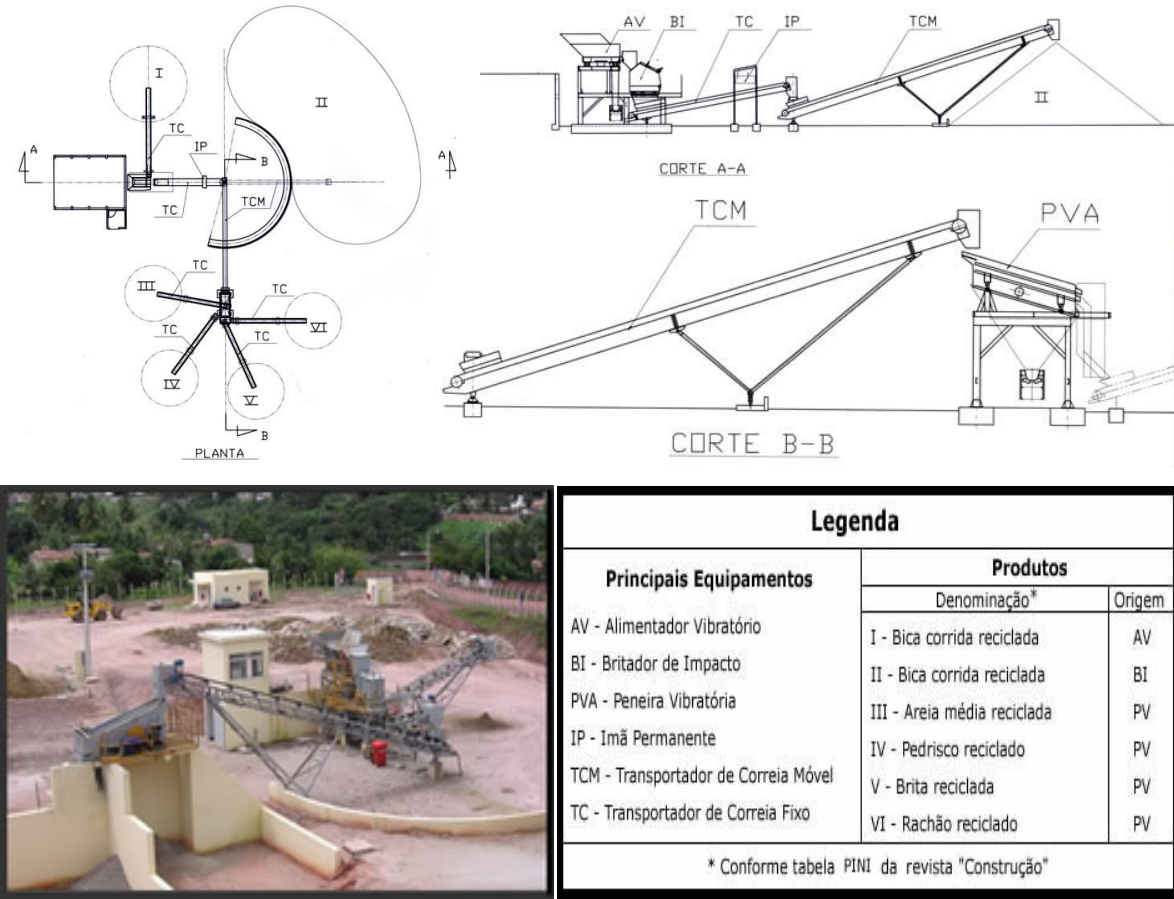 I
II
TC
A
IP
B
A
TCM
TC
TC
III
TC
TC
TC
VI
IV
V
B
PLANTA
AV
BI
TC
IP
TCM
II
CORTE A-A
TCM
PVA
CORTE B-B
Legenda
Principais Equipamentos
AV - Alimentador Vibratório
BI - Britador de Impacto
PVA - Peneira Vibratória
IP - Imã Permanente
TCM - Transportador de Correia Móvel
TC - Transportador de Correia Fixo
Produtos
Denominação* Origem
I - Bica corrida reciclada AV
II - Bica corrida reciclada BI
III - Areia média reciclada PV
IV - Pedrisco reciclado PV
V - Brita reciclada PV
VI - Rachão reciclado PV
* Conforme tabela PINI da revista "Construção"